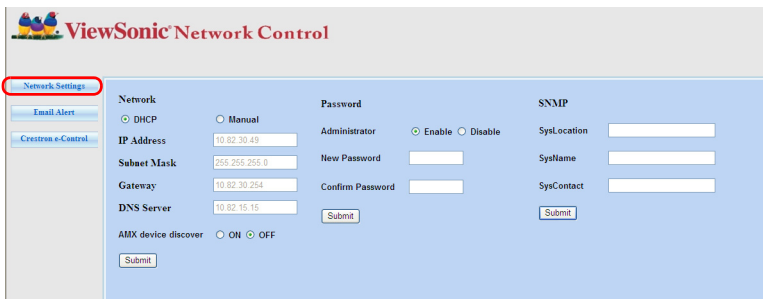 ViewSonic® Network Control
Network Settings
Email Alert
Crestron e-Control
Network
DHCP Manual
IP Address 10.82.30.49
Subnet Mask 255.255.255.0
Gateway 10.82.30.254
DNS Server 10.82.15.15
AMX device discover ON OFF
Submit
Password
Administrator Enable Disable
New Password
Confirm Password
Submit
SNMP
SysLocation
SysName
SysContact
Submit